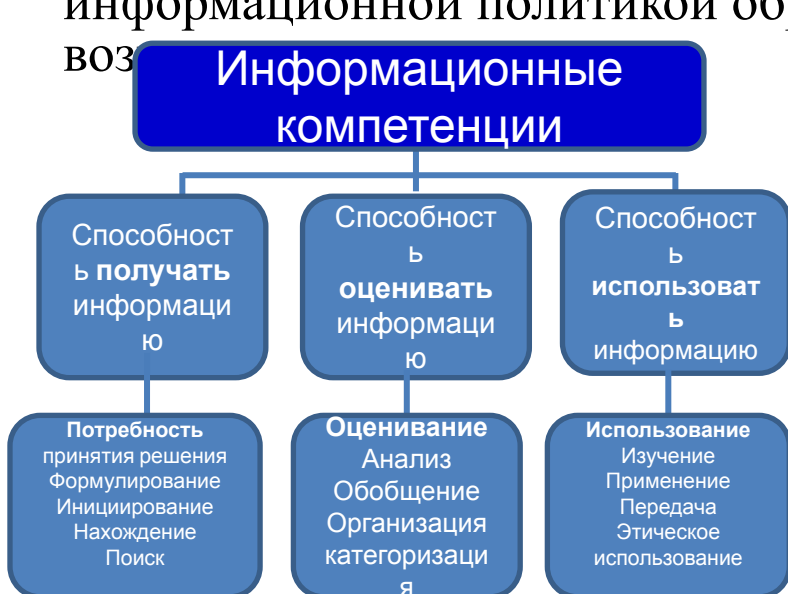 информационной политикой об
воз
Информационные
компетенции
Способност
ь получать
информаци
ю
Способност
ь
оценивать
информаци
ю
Способност
ь
использоват
ь
информацию
Потребность
принятия решения
Формулирование
Инициирование
Нахождение
Поиск
Оценивание
Анализ
Обобщение
Организация
категоризаци
я
Использование
Изучение
Применение
Передача
Этическое
использование